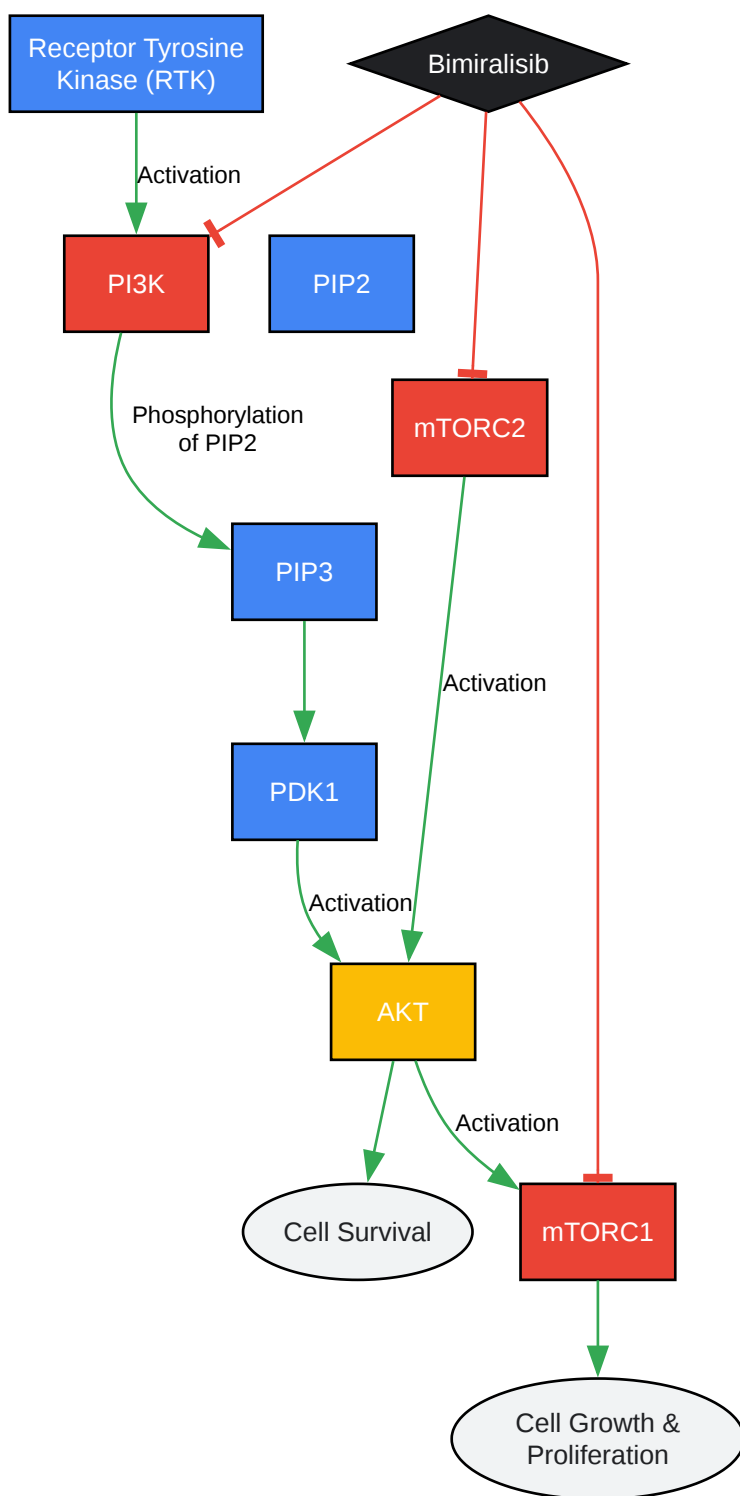 Receptor Tyrosine
Kinase (RTK)
Bimiralisib
Activation
PI3K
PIP2
Phosphorylation
of PIP2
mTORC2
PIP3
Activation
PDK1
Activation
AKT
Activation
Cell Survival
mTORC1
Cell Growth &
Proliferation